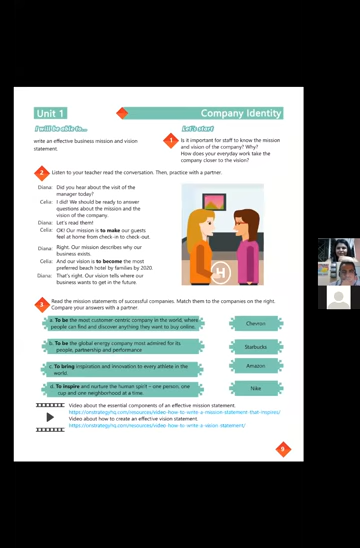 Unit 1
Company Identity
I will be able to...
write an effective business mission and vision
statement.
Let's start
1
Is it important for staff to know the mission
and vision of the company? Why?
How does your everyday work take the
company closer to the vision?
2
Listen to your teacher read the conversation. Then, practice with a partner.
Diana: Did you hear about the visit of the
manager today?
Celia: I did! We should be ready to answer
questions about the mission and the
vision of the company.
Diana: Let's read them!
Celia: OK! Our mission is to make our guests
feel at home from check-in to check-out.
Diana: Right. Our mission describes why our
business exists.
Celia: And our vision is to become the most
preferred beach hotel by families by 2020.
Diana: That's right. Our vision tells where our
business wants to get in the future.
H
3
Read the mission statements of successful companies. Match them to the companies on the right.
Compare your answers with a partner
a. To be the most customer-centric company in the world, where
people can find and discover anything they want to buy online.
b. To be the global energy company most admired for its
people, partnership and performance
c. To bring inspiration and innovation to every athlete in the
world.
d. To inspire and nurture the human spirit – one person, one
cup and one neighborhood at a time.
Chevron
Starbucks
Amazon
Nike
Video about the essential components of an effective mission statement.
https://onstrategyhq.com/resources/video-how-to-write-a-mission-statement-that-inspires/
Video about how to create an effective vision statement.
https://onstrategyhq.com/resources/video-how-to-write-a-vision-statement/
9